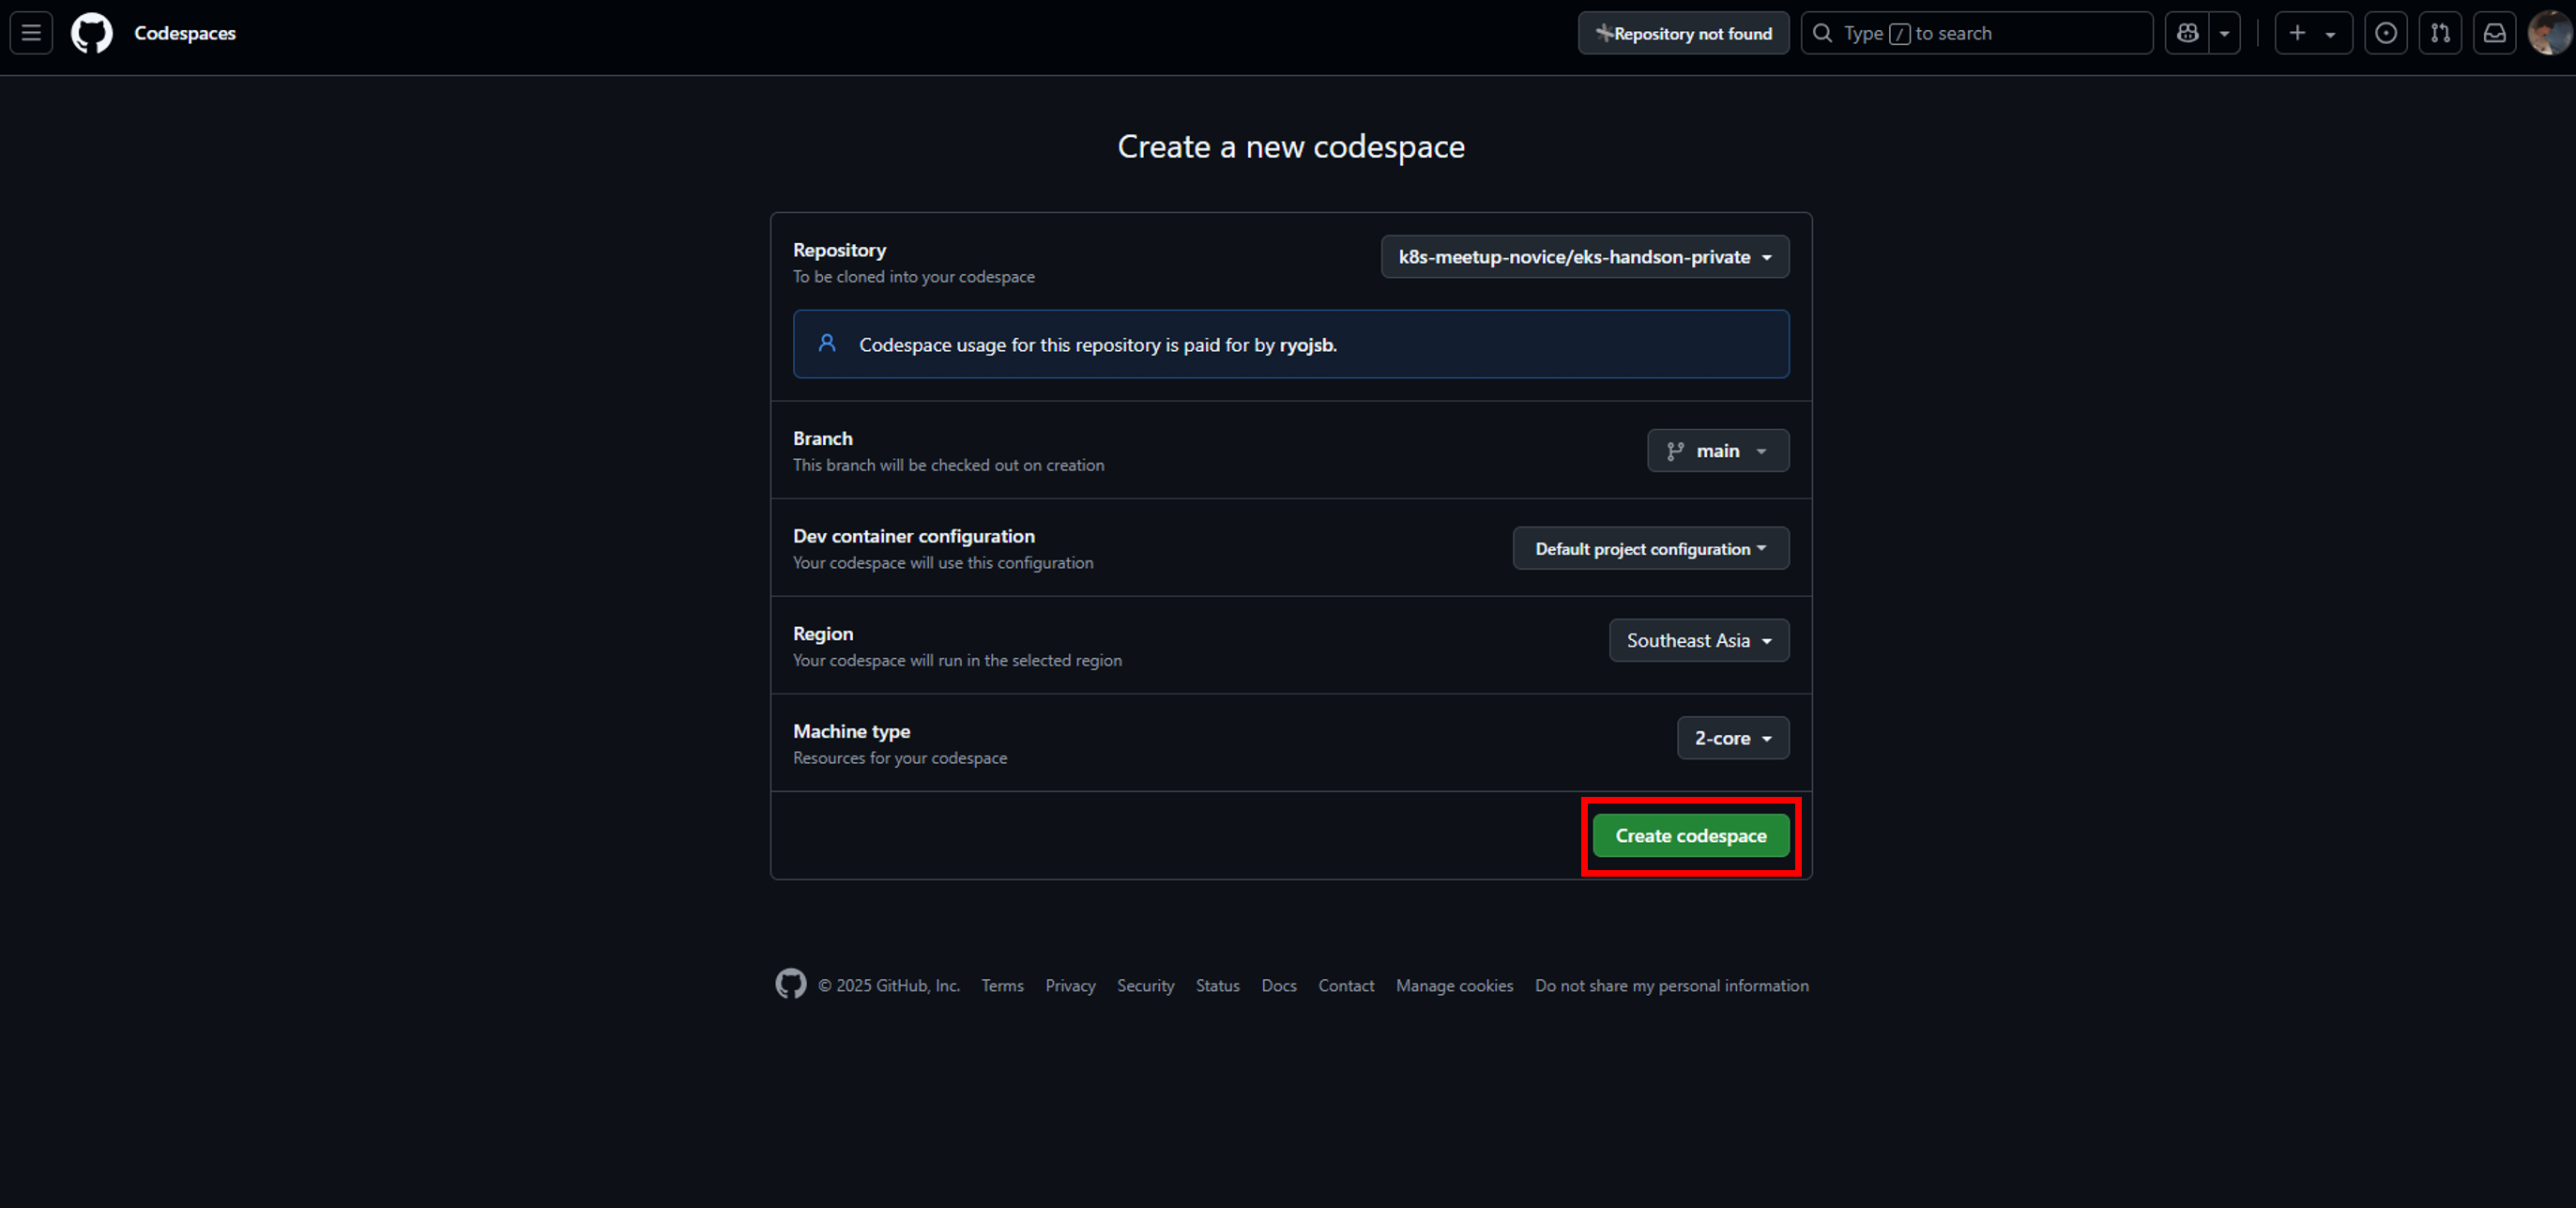 Codespaces
Repository not found
Type / to search
Create a new codespace
Repository
k8s-meetup-novice/eks-handson-private
To be cloned into your codespace
Codespace usage for this repository is paid for by ryojsb.
Branch
main
This branch will be checked out on creation
Dev container configuration
Default project configuration
Your codespace will use this configuration
Region
Southeast Asia
Your codespace will run in the selected region
Machine type
2-core
Resources for your codespace
Create codespace
© 2025 GitHub, Inc. Terms Privacy Security Status Docs Contact Manage cookies Do not share my personal information